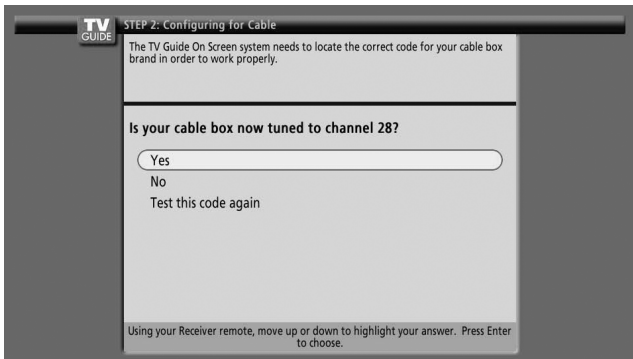 TV
GUIDE
STEP 2: Configuring for Cable
The TV Guide On Screen system needs to locate the correct code for your cable box
brand in order to work properly.
Is your cable box now tuned to channel 28?
Yes
No
Test this code again
Using your Receiver remote, move up or down to highlight your answer. Press Enter
to choose.